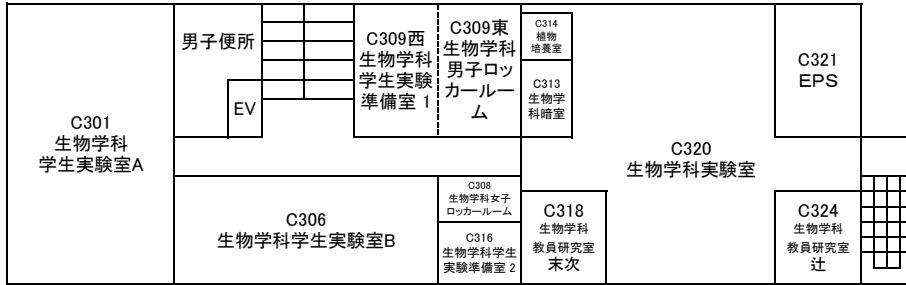 C301
生物学科
学生実験室A
男子便所
EV
C309西
生物学科
学生実験
準備室 1
C309東
生物学科
男子ロッ
カールー
ム
C314
植物
培養室
C313
生物学
科暗室
C320
生物学科実験室
C321
EPS
C306
生物学科学生実験室B
C308
生物学科女子
ロッカールーム
C316
生物学科学生
実験準備室 2
C318
生物学科
教員研究室
末次
C324
生物学科
教員研究室
辻